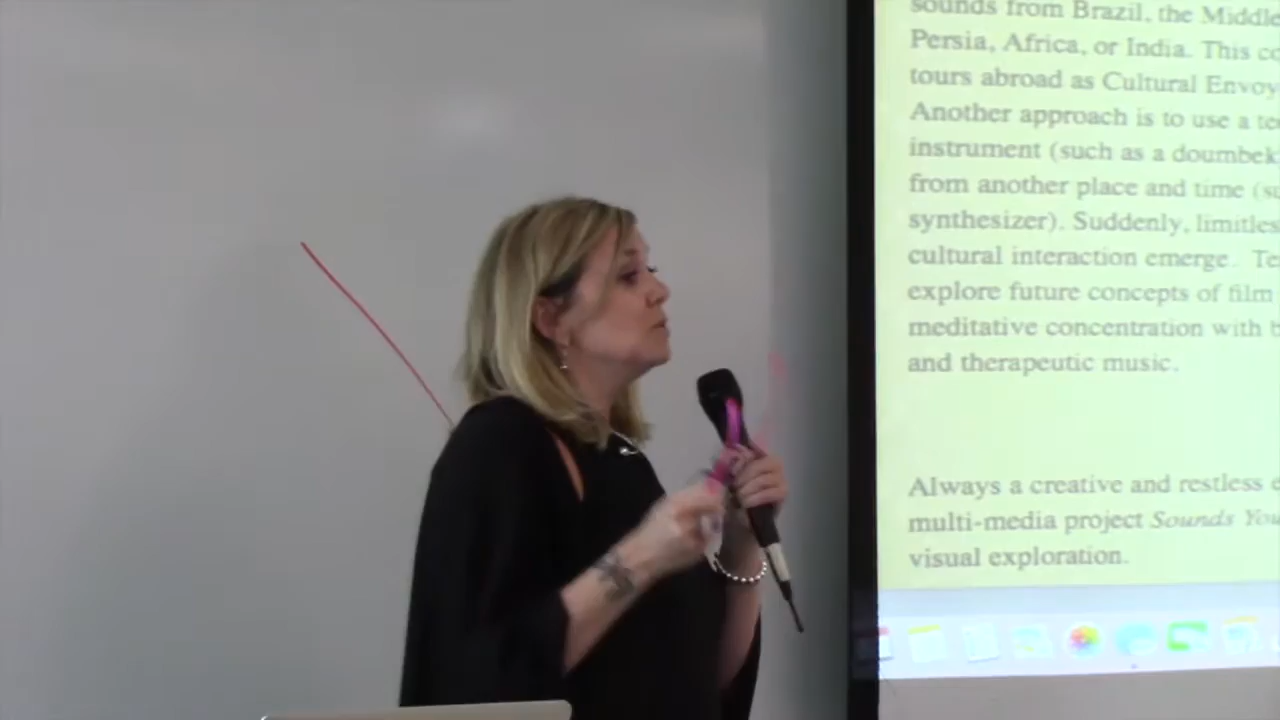 sounds from Brazil, the Middle
Persia, Africa, or India. This
tours abroad as Cultural Envoy
Another approach is to use a
instrument (such as a doumbek
from another place and time
synthesizer). Suddenly, limitles
cultural interaction emerge.
explore future concepts of film
meditative concentration with
and therapeutic music.
Always a creative and restless
multi-media project Sounds You
visual exploration.